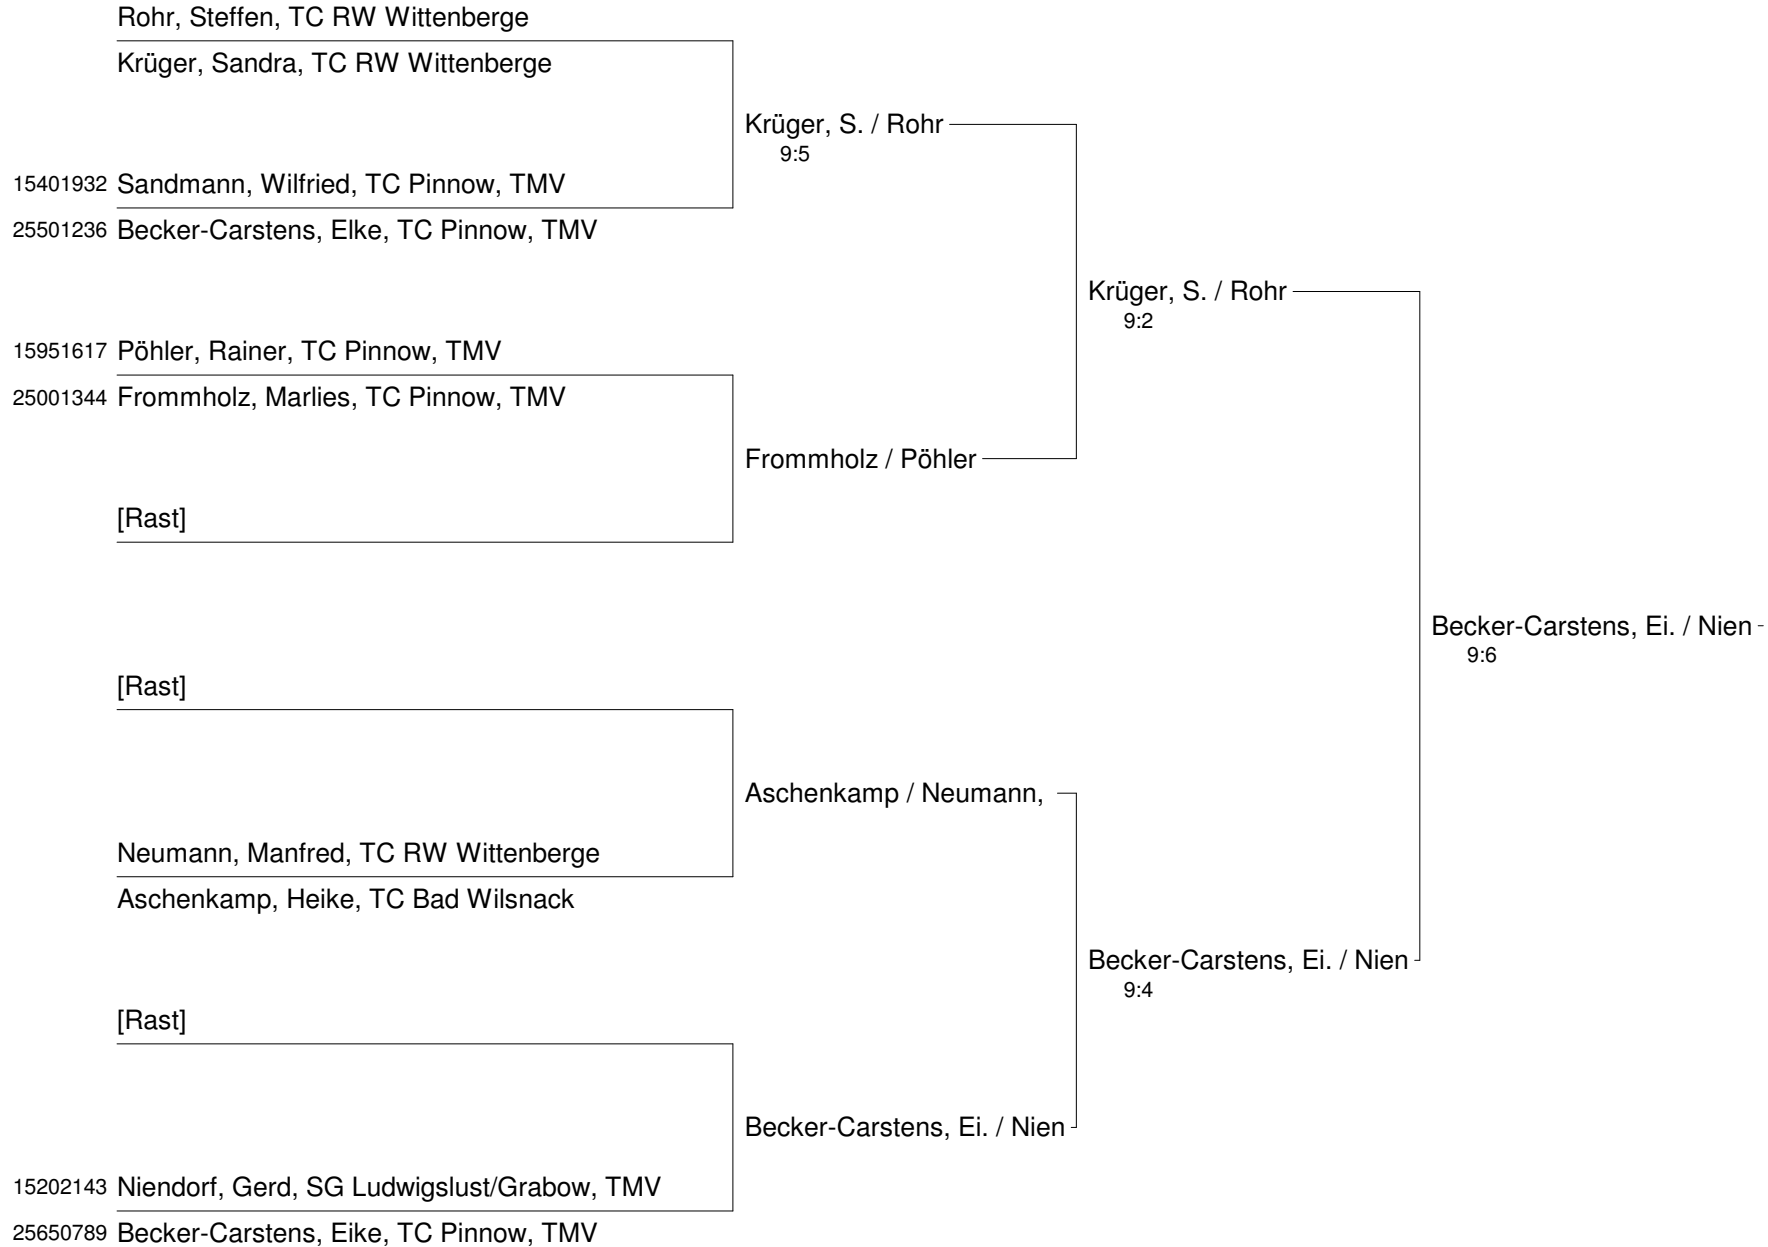 Rohr, Steffen, TC RW Wittenberge
Krüger, Sandra, TC RW Wittenberge
Krüger, S. / Rohr
9:5
15401932 Sandmann, Wilfried, TC Pinnow, TMV
25501236 Becker-Carstens, Elke, TC Pinnow, TMV
Krüger, S. / Rohr
9:2
15951617 Pöhler, Rainer, TC Pinnow, TMV
25001344 Frommholz, Marlies, TC Pinnow, TMV
Frommholz / Pöhler
[Rast]
Becker-Carstens, Ei. / Nien
9:6
[Rast]
Aschenkamp / Neumann,
Neumann, Manfred, TC RW Wittenberge
Aschenkamp, Heike, TC Bad Wilsnack
Becker-Carstens, Ei. / Nien
9:4
[Rast]
Becker-Carstens, Ei. / Nien
15202143 Niendorf, Gerd, SG Ludwigslust/Grabow, TMV
25650789 Becker-Carstens, Eike, TC Pinnow, TMV